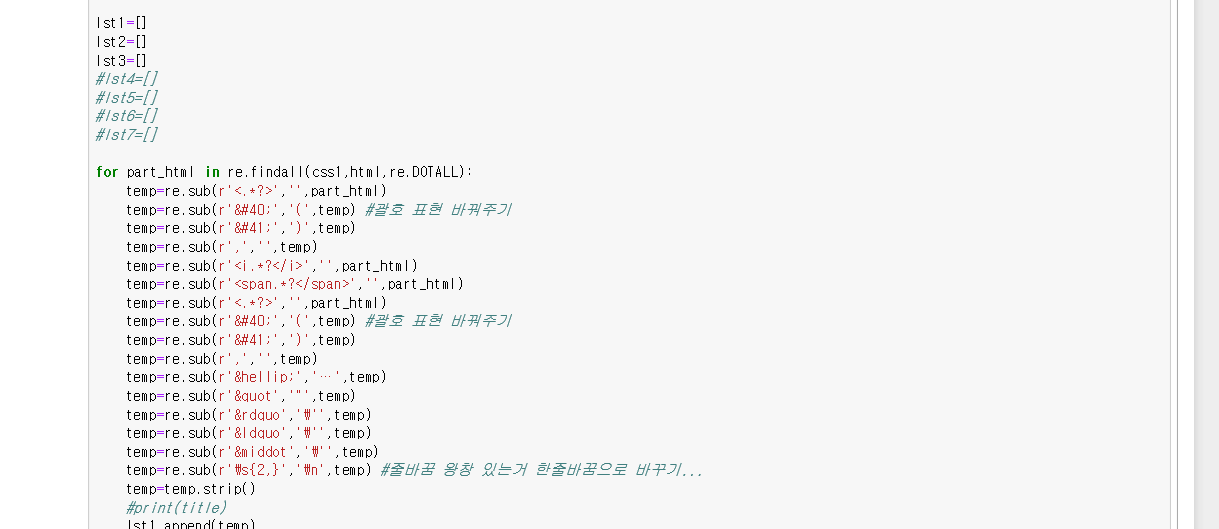 lst1=[]
lst2=[]
lst3=[]
#lst4=[]
#lst5=[]
#lst6=[]
#lst7=[]
for part_html in re.findall(css1,html,re.DOTALL):
temp=re.sub(r'<.*?>','',part_html)
temp=re.sub(r'&#40;','(',temp) #괄호 표현 바꿔주기
temp=re.sub(r'&#41;',')',temp)
temp=re.sub(r',','',temp)
temp=re.sub(r'<i.*?</i>','',part_html)
temp=re.sub(r'<span.*?</span>','',part_html)
temp=re.sub(r'<.*?>','',part_html)
temp=re.sub(r'&#40;','(',temp) #괄호 표현 바꿔주기
temp=re.sub(r'&#41;',')',temp)
temp=re.sub(r',','',temp)
temp=re.sub(r'&hellip;','…',temp)
temp=re.sub(r'&quot','"',temp)
temp=re.sub(r'&rdquo','₩'',temp)
temp=re.sub(r'&ldquo','₩'',temp)
temp=re.sub(r'&middot','₩'',temp)
temp=re.sub(r'₩s{2,}','₩n',temp) #줄바꿈 왕창 있는거 한줄바꿈으로 바꾸기...
temp=temp.strip()
#print(title)
lst1.append(temp)